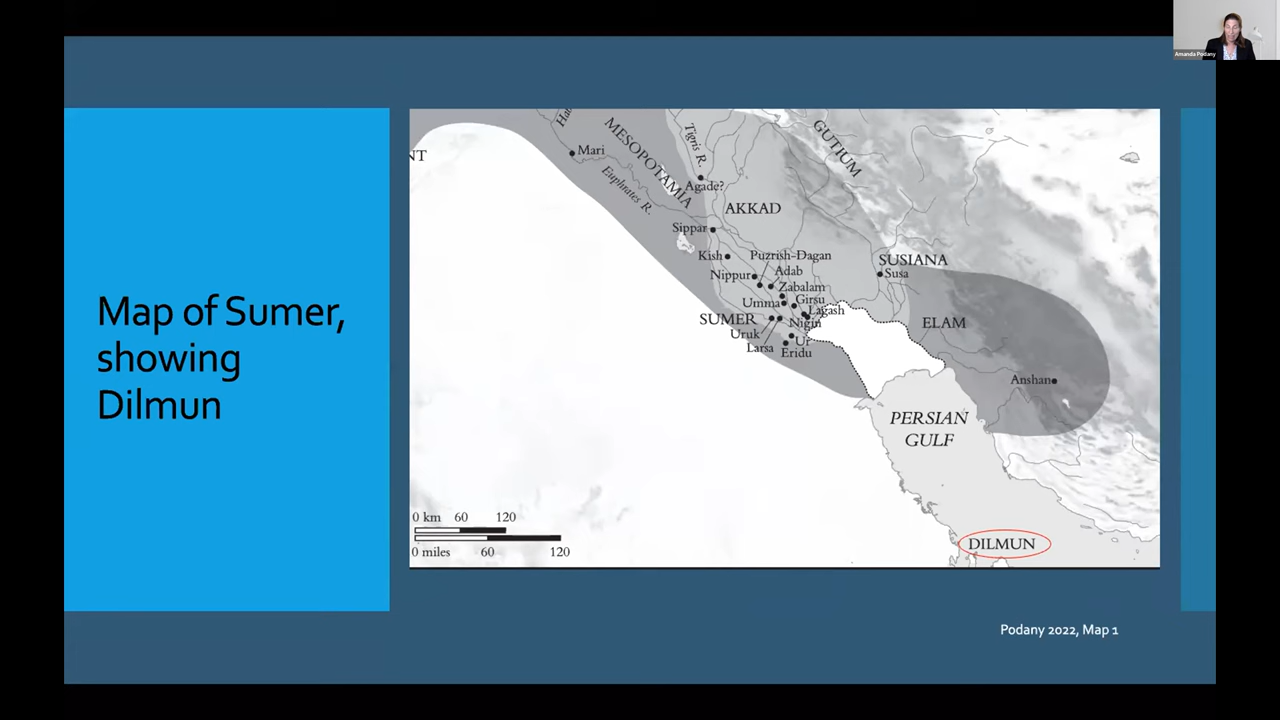 Amanda Podany
Map of Sumer,
showing
Dilmun
NT
Mari
MESOPOTAMIA
Euphrates R.
Tigris R.
Agade?
GUTIUM
AKKAD
Sippar
Kish
Puzrish-Dagan
Nippur
Adab
Zabalam
Umma
Girsu
Lagash
SUMER
Nigin
Uruk
Ur
Larsa
Eridu
SUSIANA
Susa
ELAM
Anshan
PERSIAN
GULF
DILMUN
0 km 60 120
0 miles 60 120
Podany 2022, Map 1